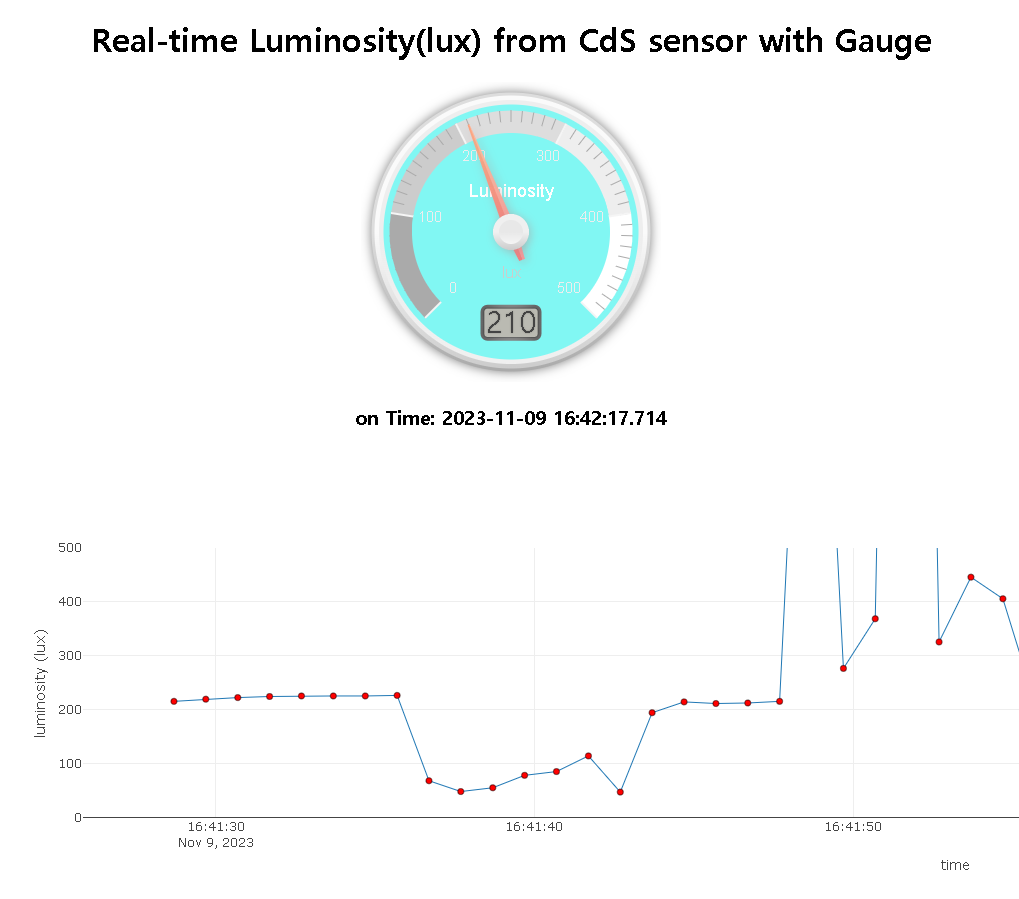 Real-time Luminosity(lux) from CdS sensor with Gauge
200 300
Luminosity
100 400
lux
0 500
210
on Time: 2023-11-09 16:42:17.714
500
400
300
200
100
0
luminosity (lux)
16:41:30 16:41:40 16:41:50
Nov 9, 2023
time